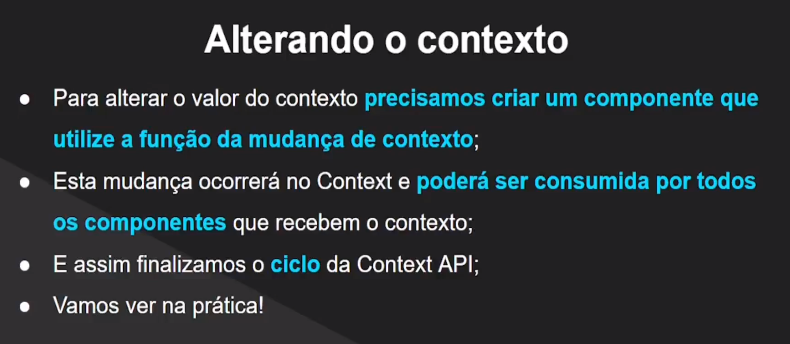 Alterando o contexto
● Para alterar o valor do contexto precisamos criar um componente que
utilize a função da mudança de contexto;
● Esta mudança ocorrerá no Context e poderá ser consumida por todos
os componentes que recebem o contexto;
● E assim finalizamos o ciclo da Context API;
● Vamos ver na prática!